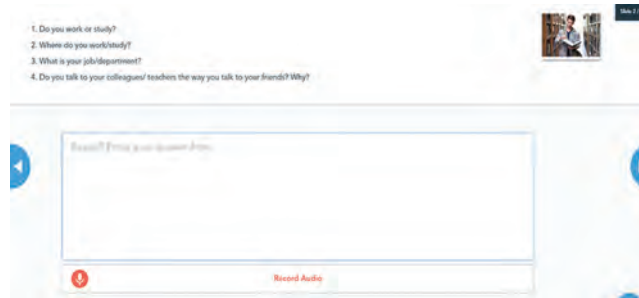 1. Do you work or study?
2. Where do you work/study?
3. What is your job/department?
4. Do you talk to your colleagues/ teachers the way you talk to your friends? Why?
Record Audio